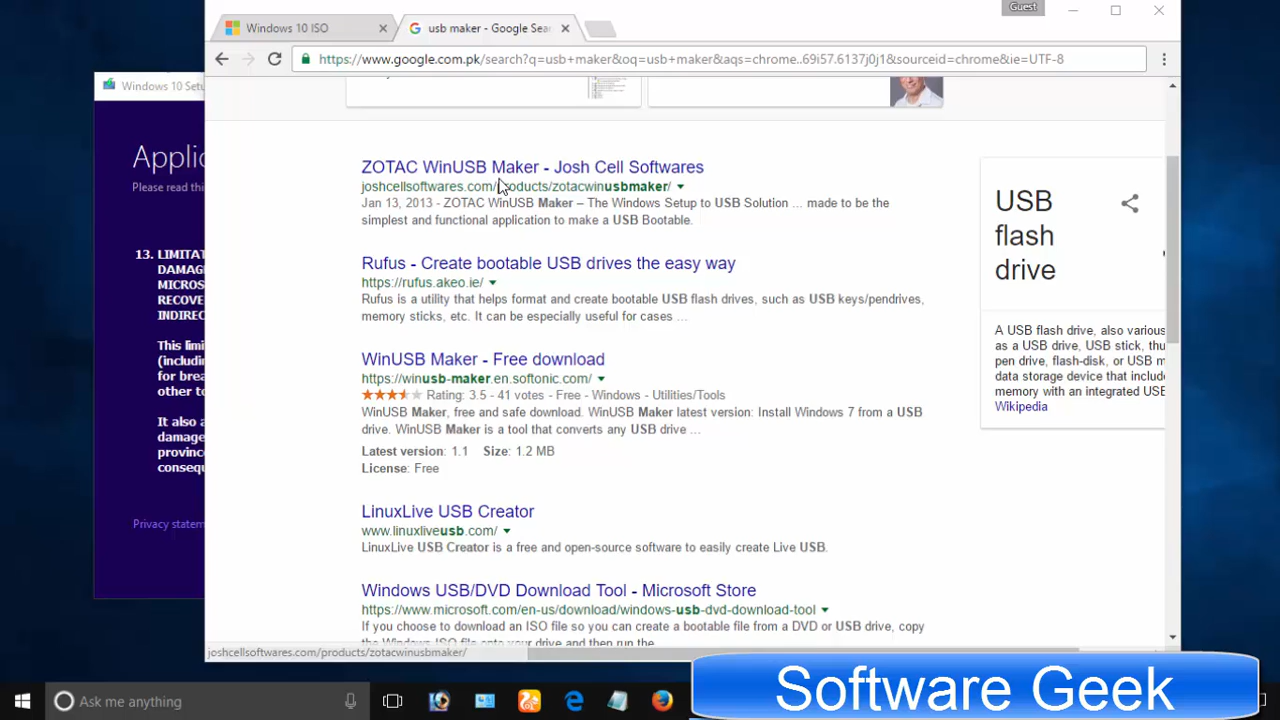 Guest
Windows 10 ISO
usb maker - Google Sea
https://www.google.com.pk/search?q=usb+maker&oq=usb+maker&aqs=chrome..69i57.6137j0j1&sourceid=chrome&ie=UTF-8
Windows 10 Setu
Applic
Please read this
13. LIMITAT
DAMAG
MICROS
RECOVE
INDIREC
This limi
(includin
for brea
other to
It also a
damage
provinc
consequ
Privacy statem
ZOTAC WinUSB Maker - Josh Cell Softwares
joshcellsoftwares.com/products/zotacwinusbmaker/
Jan 13, 2013 - ZOTAC WinUSB Maker – The Windows Setup to USB Solution ... made to be the
simplest and functional application to make a USB Bootable.
Rufus - Create bootable USB drives the easy way
https://rufus.akeo.ie/
Rufus is a utility that helps format and create bootable USB flash drives, such as USB keys/pendrives,
memory sticks, etc. It can be especially useful for cases ...
WinUSB Maker - Free download
https://winusb-maker.en.softonic.com/
Rating: 3.5 - 41 votes - Free - Windows - Utilities/Tools
WinUSB Maker, free and safe download. WinUSB Maker latest version: Install Windows 7 from a USB
drive. WinUSB Maker is a tool that converts any USB drive ...
Latest version: 1.1 Size: 1.2 MB
License: Free
LinuxLive USB Creator
www.linuxliveusb.com/
LinuxLive USB Creator is a free and open-source software to easily create Live USB.
Windows USB/DVD Download Tool - Microsoft Store
https://www.microsoft.com/en-us/download/windows-usb-dvd-download-tool
If you choose to download an ISO file so you can create a bootable file from a DVD or USB drive, copy
the Windows ISO file onto your drive and then run the
USB
flash
drive
A USB flash drive, also various
as a USB drive, USB stick, thu
pen drive, flash-disk, or USB m
data storage device that include
memory with an integrated USB
Wikipedia
joshcellsoftwares.com/products/zotacwinusbmaker/
Ask me anything
Software Geek